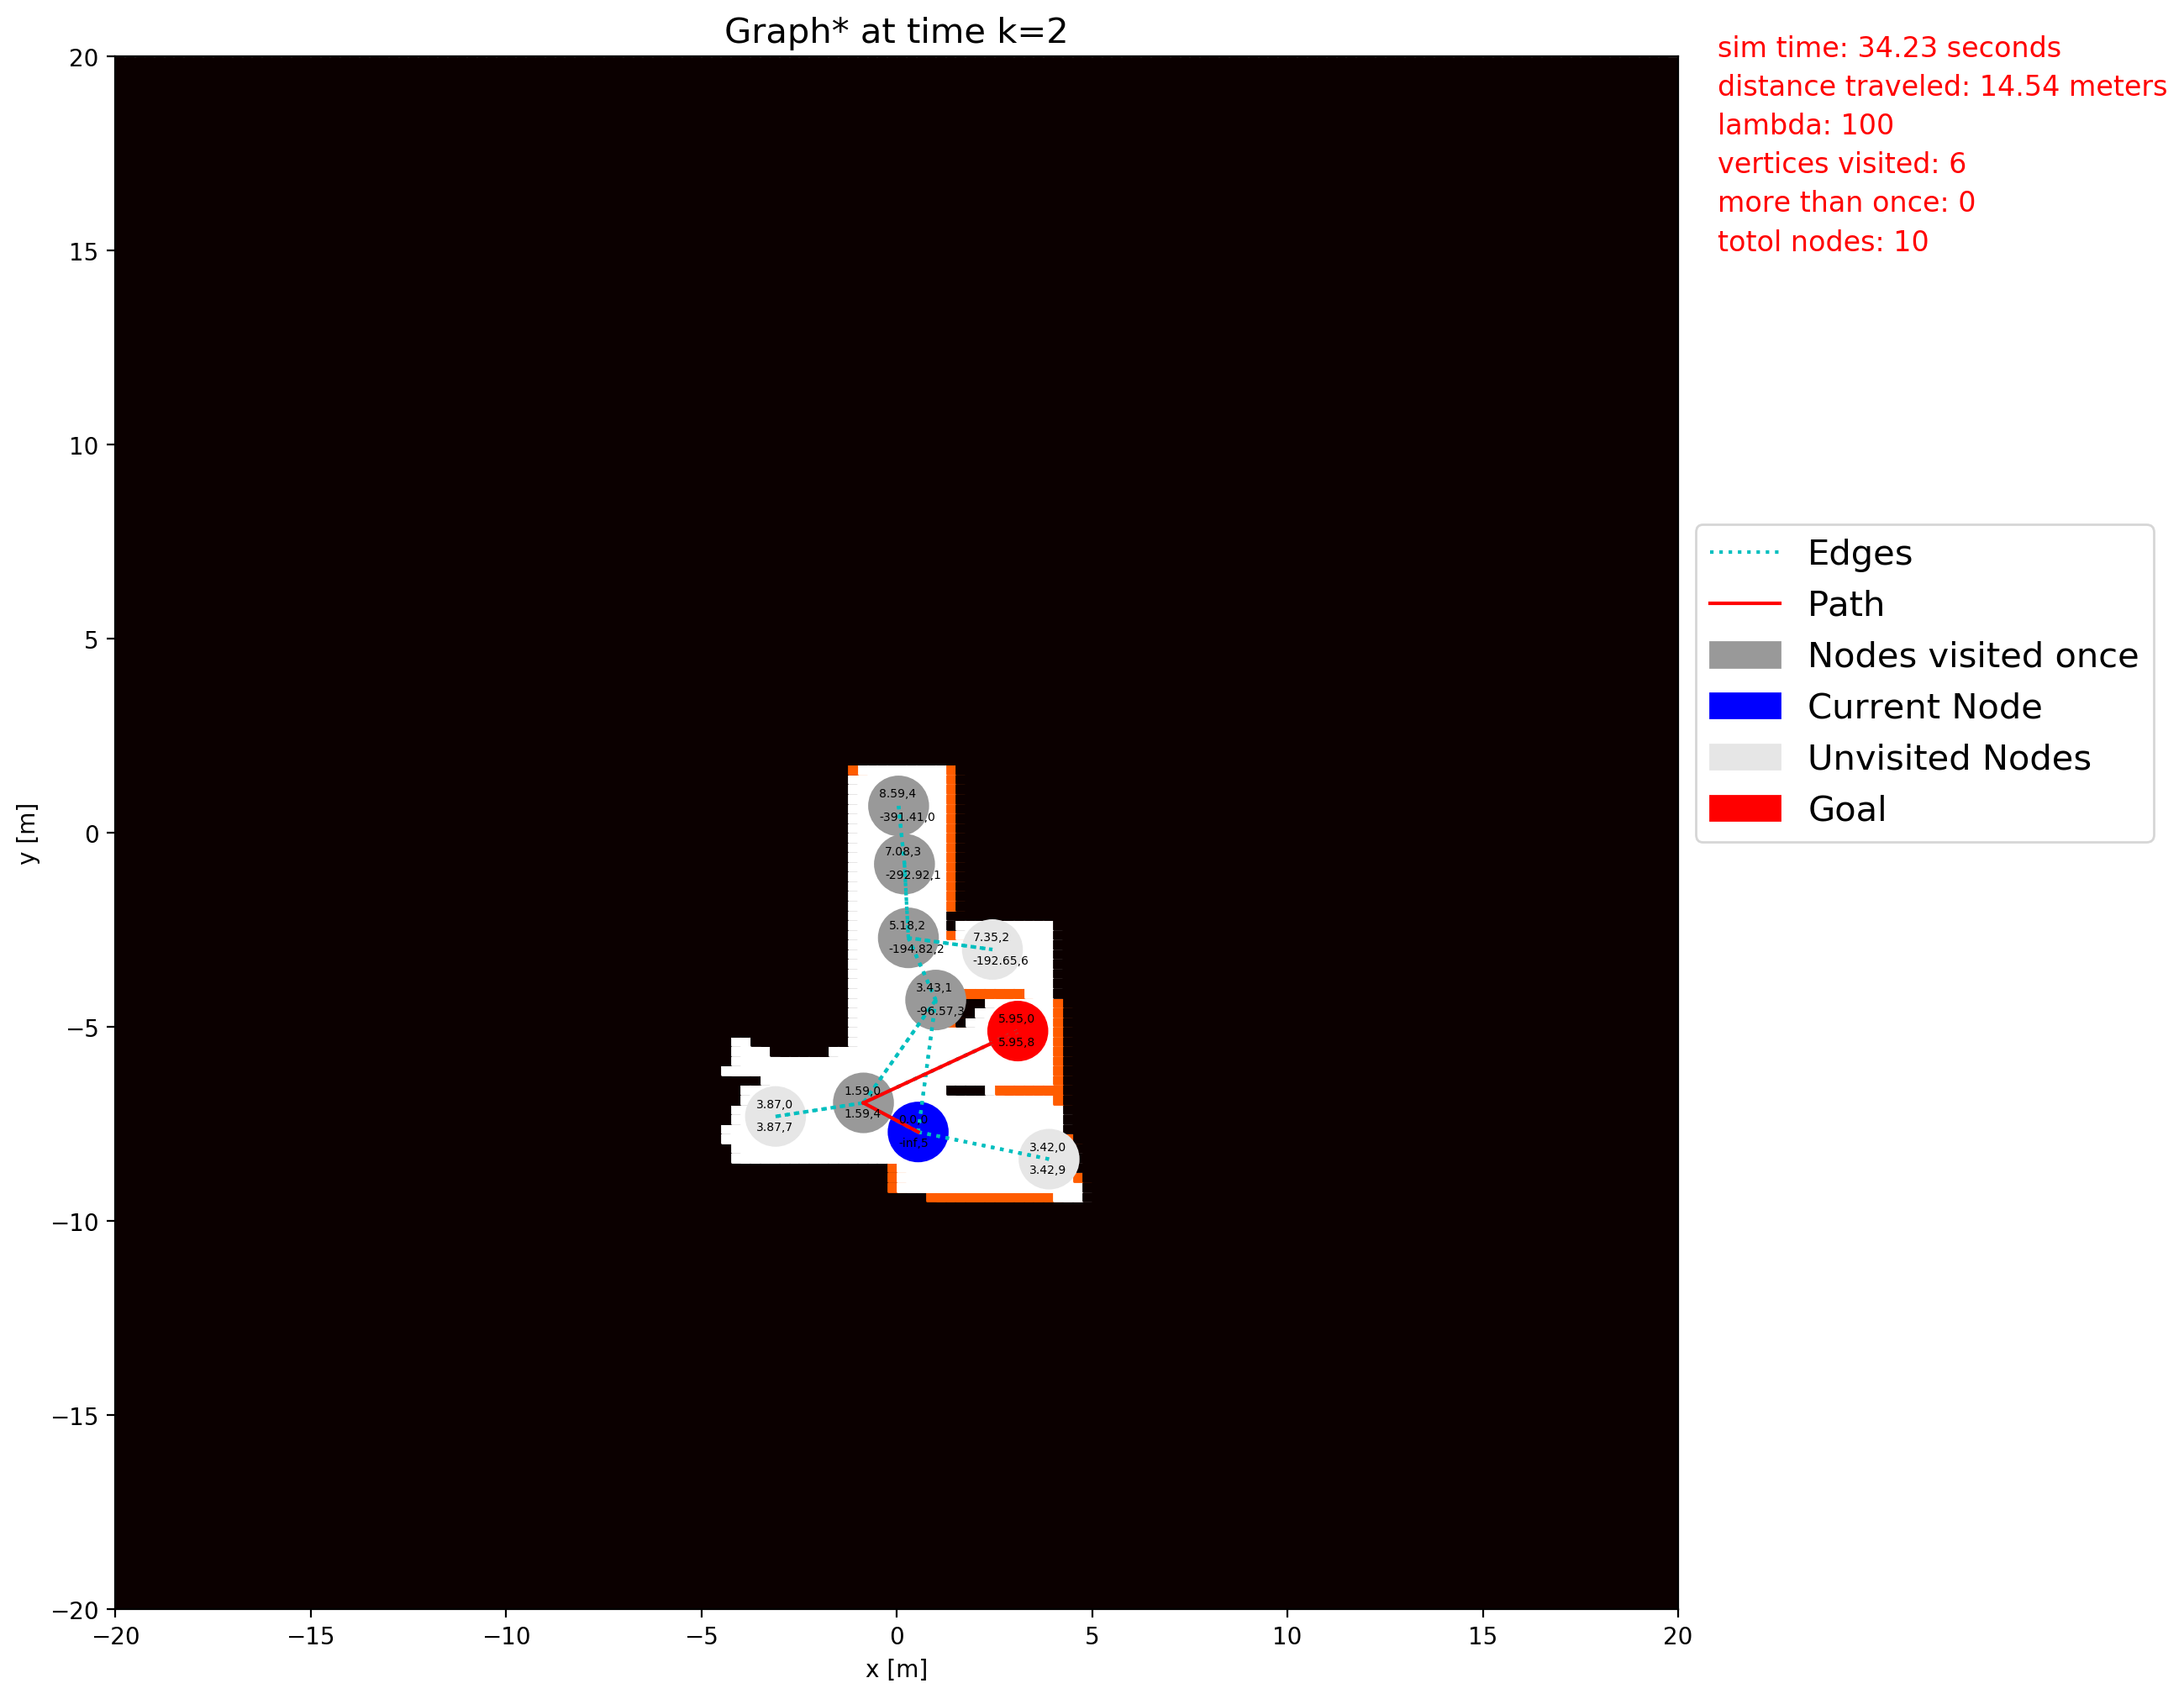 Graph* at time k=2
sim time: 34.23 seconds
distance traveled: 14.54 meters
lambda: 100
vertices visited: 6
more than once: 0
totol nodes: 10
20
15
10
5
0
−5
−10
−15
−20
y [m]
8.59,4
-391.41,0
7.08,3
-292.92,1
5.18,2
-194.82,2
7.35,2
-192.65,6
3.43,1
-96.57,3
5.95,0
5.95,8
1.59,0
1.59,4
3.87,0
3.87,7
0.0,0
-inf,5
3.42,0
3.42,9
Edges
Path
Nodes visited once
Current Node
Unvisited Nodes
Goal
−20
−15
−10
−5
0
5
10
15
20
x [m]